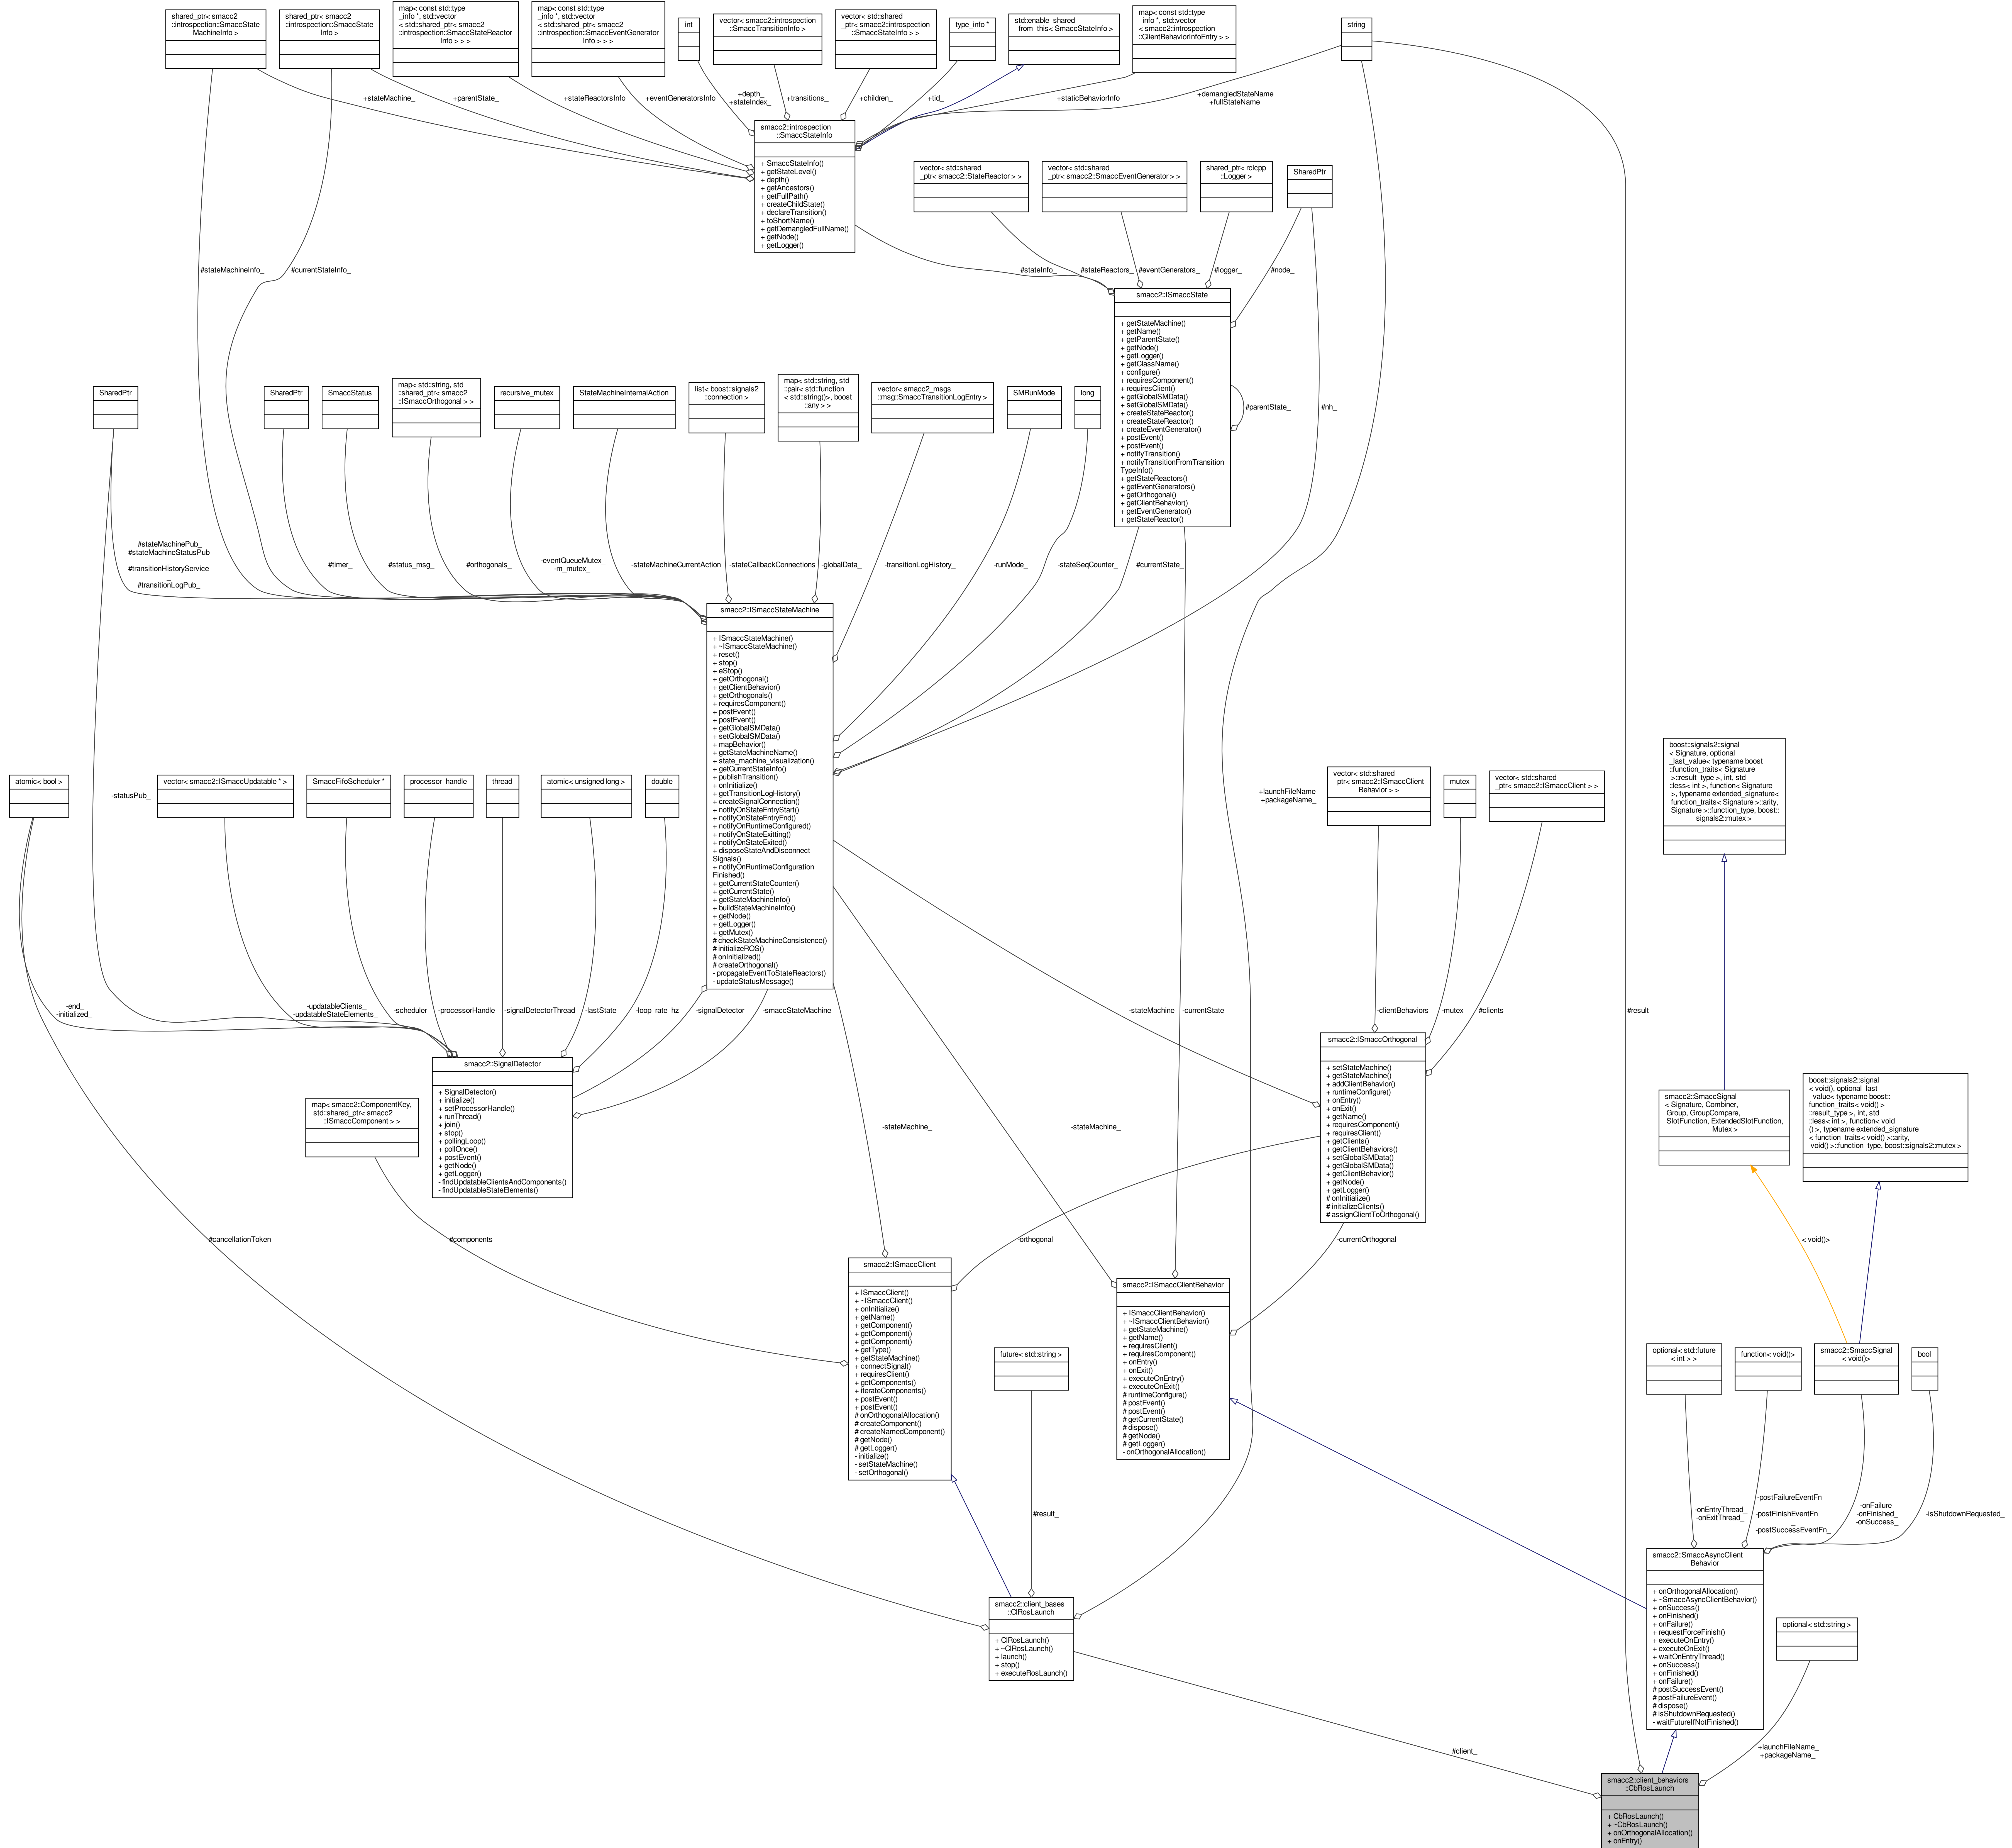 shared_ptr< smacc2
::introspection::SmaccState
MachineInfo >
shared_ptr< smacc2
::introspection::SmaccState
Info >
map< const std::type
_info *, std::vector
< std::shared_ptr< smacc2
::introspection::SmaccStateReactor
Info > > >
map< const std::type
_info *, std::vector
< std::shared_ptr< smacc2
::introspection::SmaccEventGenerator
Info > > >
int
vector< smacc2::introspection
::SmaccTransitionInfo >
vector< std::shared
_ptr< smacc2::introspection
::SmaccStateInfo > >
type_info *
std::enable_shared
_from_this< SmaccStateInfo >
map< const std::type
_info *, std::vector
< smacc2::introspection
::ClientBehaviorInfoEntry > >
string
+stateMachine_
+parentState_
+stateReactorsInfo
+eventGeneratorsInfo
+depth_
+stateIndex_
+transitions_
+children_
+tid_
+staticBehaviorInfo
+demangledStateName
+fullStateName
smacc2::introspection
::SmaccStateInfo
+ SmaccStateInfo()
+ getStateLevel()
+ depth()
+ getAncestors()
+ getFullPath()
+ createChildState()
+ declareTransition()
+ toShortName()
+ getDemangledFullName()
+ getNode()
+ getLogger()
vector< std::shared
_ptr< smacc2::StateReactor > >
vector< std::shared
_ptr< smacc2::SmaccEventGenerator > >
shared_ptr< rclcpp
::Logger >
SharedPtr
#stateMachineInfo_
#currentStateInfo_
#stateInfo_
#stateReactors_
#eventGenerators_
#logger_
#node_
smacc2::ISmaccState
+ getStateMachine()
+ getName()
+ getParentState()
+ getNode()
+ getLogger()
+ getClassName()
+ configure()
+ requiresComponent()
+ requiresClient()
+ getGlobalSMData()
+ setGlobalSMData()
+ createStateReactor()
+ createStateReactor()
+ createEventGenerator()
+ postEvent()
+ postEvent()
+ notifyTransition()
+ notifyTransitionFromTransition
TypeInfo()
+ getStateReactors()
+ getEventGenerators()
+ getOrthogonal()
+ getClientBehavior()
+ getEventGenerator()
+ getStateReactor()
#parentState_
#nh_
SharedPtr
SharedPtr
SmaccStatus
map< std::string, std
::shared_ptr< smacc2
::ISmaccOrthogonal > >
recursive_mutex
StateMachineInternalAction
list< boost::signals2
::connection >
map< std::string, std
::pair< std::function
< std::string()>, boost
::any > >
vector< smacc2_msgs
::msg::SmaccTransitionLogEntry >
SMRunMode
long
#stateMachinePub_
#stateMachineStatusPub
_
#transitionHistoryService
_
#transitionLogPub_
#timer_
#status_msg_
#orthogonals_
-eventQueueMutex_
-m_mutex_
-stateMachineCurrentAction
-stateCallbackConnections
-globalData_
-transitionLogHistory_
-runMode_
-stateSeqCounter_
#currentState_
smacc2::ISmaccStateMachine
+ ISmaccStateMachine()
+ ~ISmaccStateMachine()
+ reset()
+ stop()
+ eStop()
+ getOrthogonal()
+ getClientBehavior()
+ getOrthogonals()
+ requiresComponent()
+ postEvent()
+ postEvent()
+ getGlobalSMData()
+ setGlobalSMData()
+ mapBehavior()
+ getStateMachineName()
+ state_machine_visualization()
+ getCurrentStateInfo()
+ publishTransition()
+ onInitialize()
+ getTransitionLogHistory()
+ createSignalConnection()
+ notifyOnStateEntryStart()
+ notifyOnStateEntryEnd()
+ notifyOnRuntimeConfigured()
+ notifyOnStateExitting()
+ notifyOnStateExited()
+ disposeStateAndDisconnect
Signals()
+ notifyOnRuntimeConfiguration
Finished()
+ getCurrentStateCounter()
+ getCurrentState()
+ getStateMachineInfo()
+ buildStateMachineInfo()
+ getNode()
+ getLogger()
+ getMutex()
# checkStateMachineConsistence()
# initializeROS()
# onInitialized()
# createOrthogonal()
- propagateEventToStateReactors()
- updateStatusMessage()
atomic< bool >
-statusPub_
vector< smacc2::ISmaccUpdatable * >
SmaccFifoScheduler *
processor_handle
thread
atomic< unsigned long >
double
-end_
-initialized_
-updatableClients_
-updatableStateElements_
-scheduler_
-processorHandle_
-signalDetectorThread_
-lastState_
-loop_rate_hz
-signalDetector_
-smaccStateMachine_
smacc2::SignalDetector
+ SignalDetector()
+ initialize()
+ setProcessorHandle()
+ runThread()
+ join()
+ stop()
+ pollingLoop()
+ pollOnce()
+ postEvent()
+ getNode()
+ getLogger()
- findUpdatableClientsAndComponents()
- findUpdatableStateElements()
map< smacc2::ComponentKey,
std::shared_ptr< smacc2
::ISmaccComponent > >
+launchFileName_
+packageName_
vector< std::shared
_ptr< smacc2::ISmaccClient
Behavior > >
mutex
vector< std::shared
_ptr< smacc2::ISmaccClient > >
-stateMachine_
-currentState
-clientBehaviors_
-mutex_
#clients_
#result_
smacc2::ISmaccOrthogonal
+ setStateMachine()
+ getStateMachine()
+ addClientBehavior()
+ runtimeConfigure()
+ onEntry()
+ onExit()
+ getName()
+ requiresComponent()
+ requiresClient()
+ getClients()
+ getClientBehaviors()
+ setGlobalSMData()
+ getGlobalSMData()
+ getClientBehavior()
+ getNode()
+ getLogger()
# onInitialize()
# initializeClients()
# assignClientToOrthogonal()
boost::signals2::signal
< Signature, optional
_last_value< typename boost
::function_traits< Signature
>::result_type >, int, std
::less< int >, function< Signature
>, typename extended_signature<
function_traits< Signature >::arity,
Signature >::function_type, boost::
signals2::mutex >
smacc2::SmaccSignal
< Signature, Combiner,
Group, GroupCompare,
SlotFunction, ExtendedSlotFunction,
Mutex >
boost::signals2::signal
< void(), optional_last
_value< typename boost::
function_traits< void()
>::result_type >, int, std
::less< int >, function< void
() >, typename extended_signature
< function_traits< void() >::arity,
void() >::function_type, boost::signals2::mutex >
-stateMachine_
-stateMachine_
#cancellationToken_
#components_
-orthogonal_
-currentOrthogonal
< void()>
smacc2::ISmaccClient
+ ISmaccClient()
+ ~ISmaccClient()
+ onInitialize()
+ getName()
+ getComponent()
+ getComponent()
+ getComponent()
+ getType()
+ getStateMachine()
+ connectSignal()
+ requiresClient()
+ getComponents()
+ iterateComponents()
+ postEvent()
+ postEvent()
# onOrthogonalAllocation()
# createComponent()
# createNamedComponent()
# getNode()
# getLogger()
- initialize()
- setStateMachine()
- setOrthogonal()
smacc2::ISmaccClientBehavior
+ ISmaccClientBehavior()
+ ~ISmaccClientBehavior()
+ getStateMachine()
+ getName()
+ requiresClient()
+ requiresComponent()
+ onEntry()
+ onExit()
+ executeOnEntry()
+ executeOnExit()
# runtimeConfigure()
# postEvent()
# postEvent()
# getCurrentState()
# dispose()
# getNode()
# getLogger()
- onOrthogonalAllocation()
future< std::string >
#result_
optional< std::future
< int > >
function< void()>
smacc2::SmaccSignal
< void()>
bool
-onEntryThread_
-onExitThread_
-postFailureEventFn
_
-postFinishEventFn
_
-postSuccessEventFn_
-onFailure_
-onFinished_
-onSuccess_
-isShutdownRequested_
smacc2::client_bases
::ClRosLaunch
+ ClRosLaunch()
+ ~ClRosLaunch()
+ launch()
+ stop()
+ executeRosLaunch()
smacc2::SmaccAsyncClient
Behavior
+ onOrthogonalAllocation()
+ ~SmaccAsyncClientBehavior()
+ onSuccess()
+ onFinished()
+ onFailure()
+ requestForceFinish()
+ executeOnEntry()
+ executeOnExit()
+ waitOnEntryThread()
+ onSuccess()
+ onFinished()
+ onFailure()
# postSuccessEvent()
# postFailureEvent()
# dispose()
# isShutdownRequested()
- waitFutureIfNotFinished()
optional< std::string >
#client_
+launchFileName_
+packageName_
smacc2::client_behaviors
::CbRosLaunch
+ CbRosLaunch()
+ ~CbRosLaunch()
+ onOrthogonalAllocation()
+ onEntry()